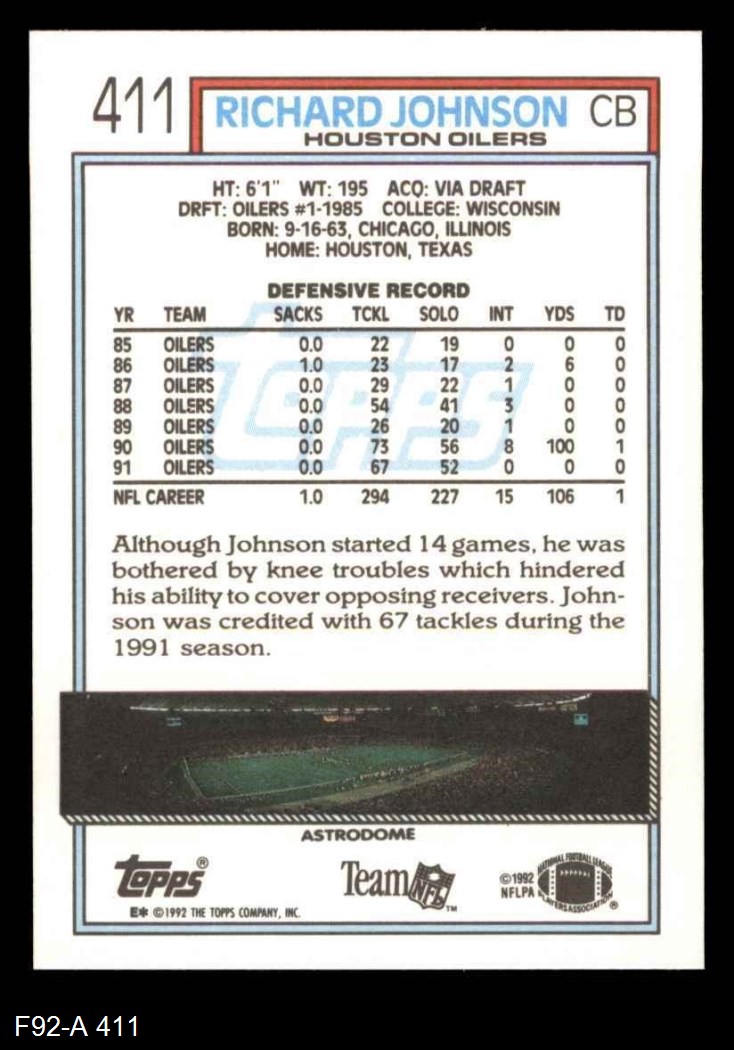 411 RICHARD JOHNSON CB
HOUSTON OILERS
HT: 6'1" WT: 195 ACQ: VIA DRAFT
DRFT: OILERS #1-1985 COLLEGE: WISCONSIN
BORN: 9-16-63, CHICAGO, ILLINOIS
HOME: HOUSTON, TEXAS
DEFENSIVE RECORD
YR TEAM SACKS TCKL SOLO INT YDS TD
85 OILERS 0.0 22 19 0 0 0
86 OILERS 1.0 23 17 2 6 0
87 OILERS 0.0 29 22 1 0 0
88 OILERS 0.0 54 41 3 0 0
89 OILERS 0.0 26 20 1 0 0
90 OILERS 0.0 73 56 8 100 1
91 OILERS 0.0 67 52 0 0 0
NFL CAREER 1.0 294 227 15 106 1
TOPPS
Although Johnson started 14 games, he was
bothered by knee troubles which hindered
his ability to cover opposing receivers. John-
son was credited with 67 tackles during the
1991 season.
ASTRODOME
TOPPS®
Team NFL™
©1992
NFLPA
NATIONAL FOOTBALL LEAGUE
PLAYERS ASSOCIATION®
E* ©1992 THE TOPPS COMPANY, INC.
F92-A 411